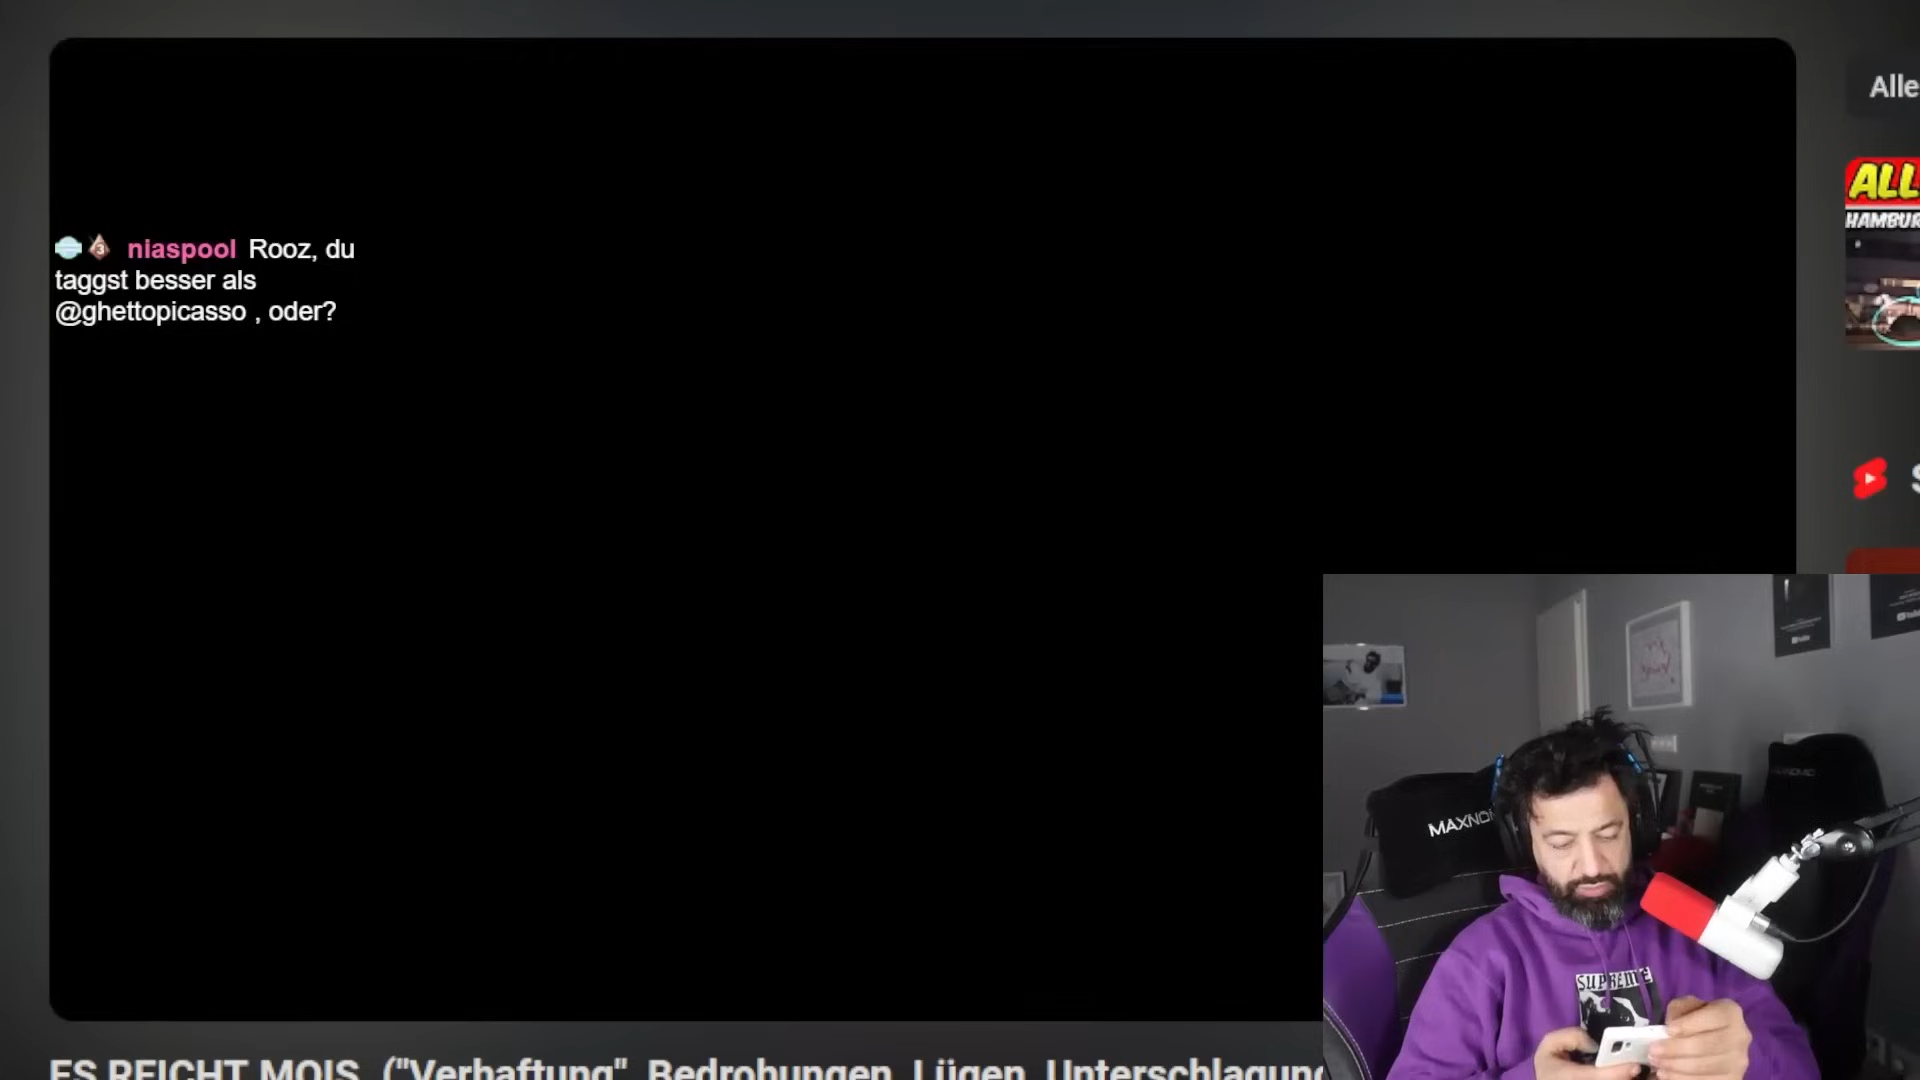 Alle
ALL
HAMBUR
niaspool Rooz, du
taggst besser als
@ghettopicasso , oder?
MAXNO
SUPREME
ES REICHT MOIS. ("Verhaftung", Bedrohungen, Lügen, Unterschlagung